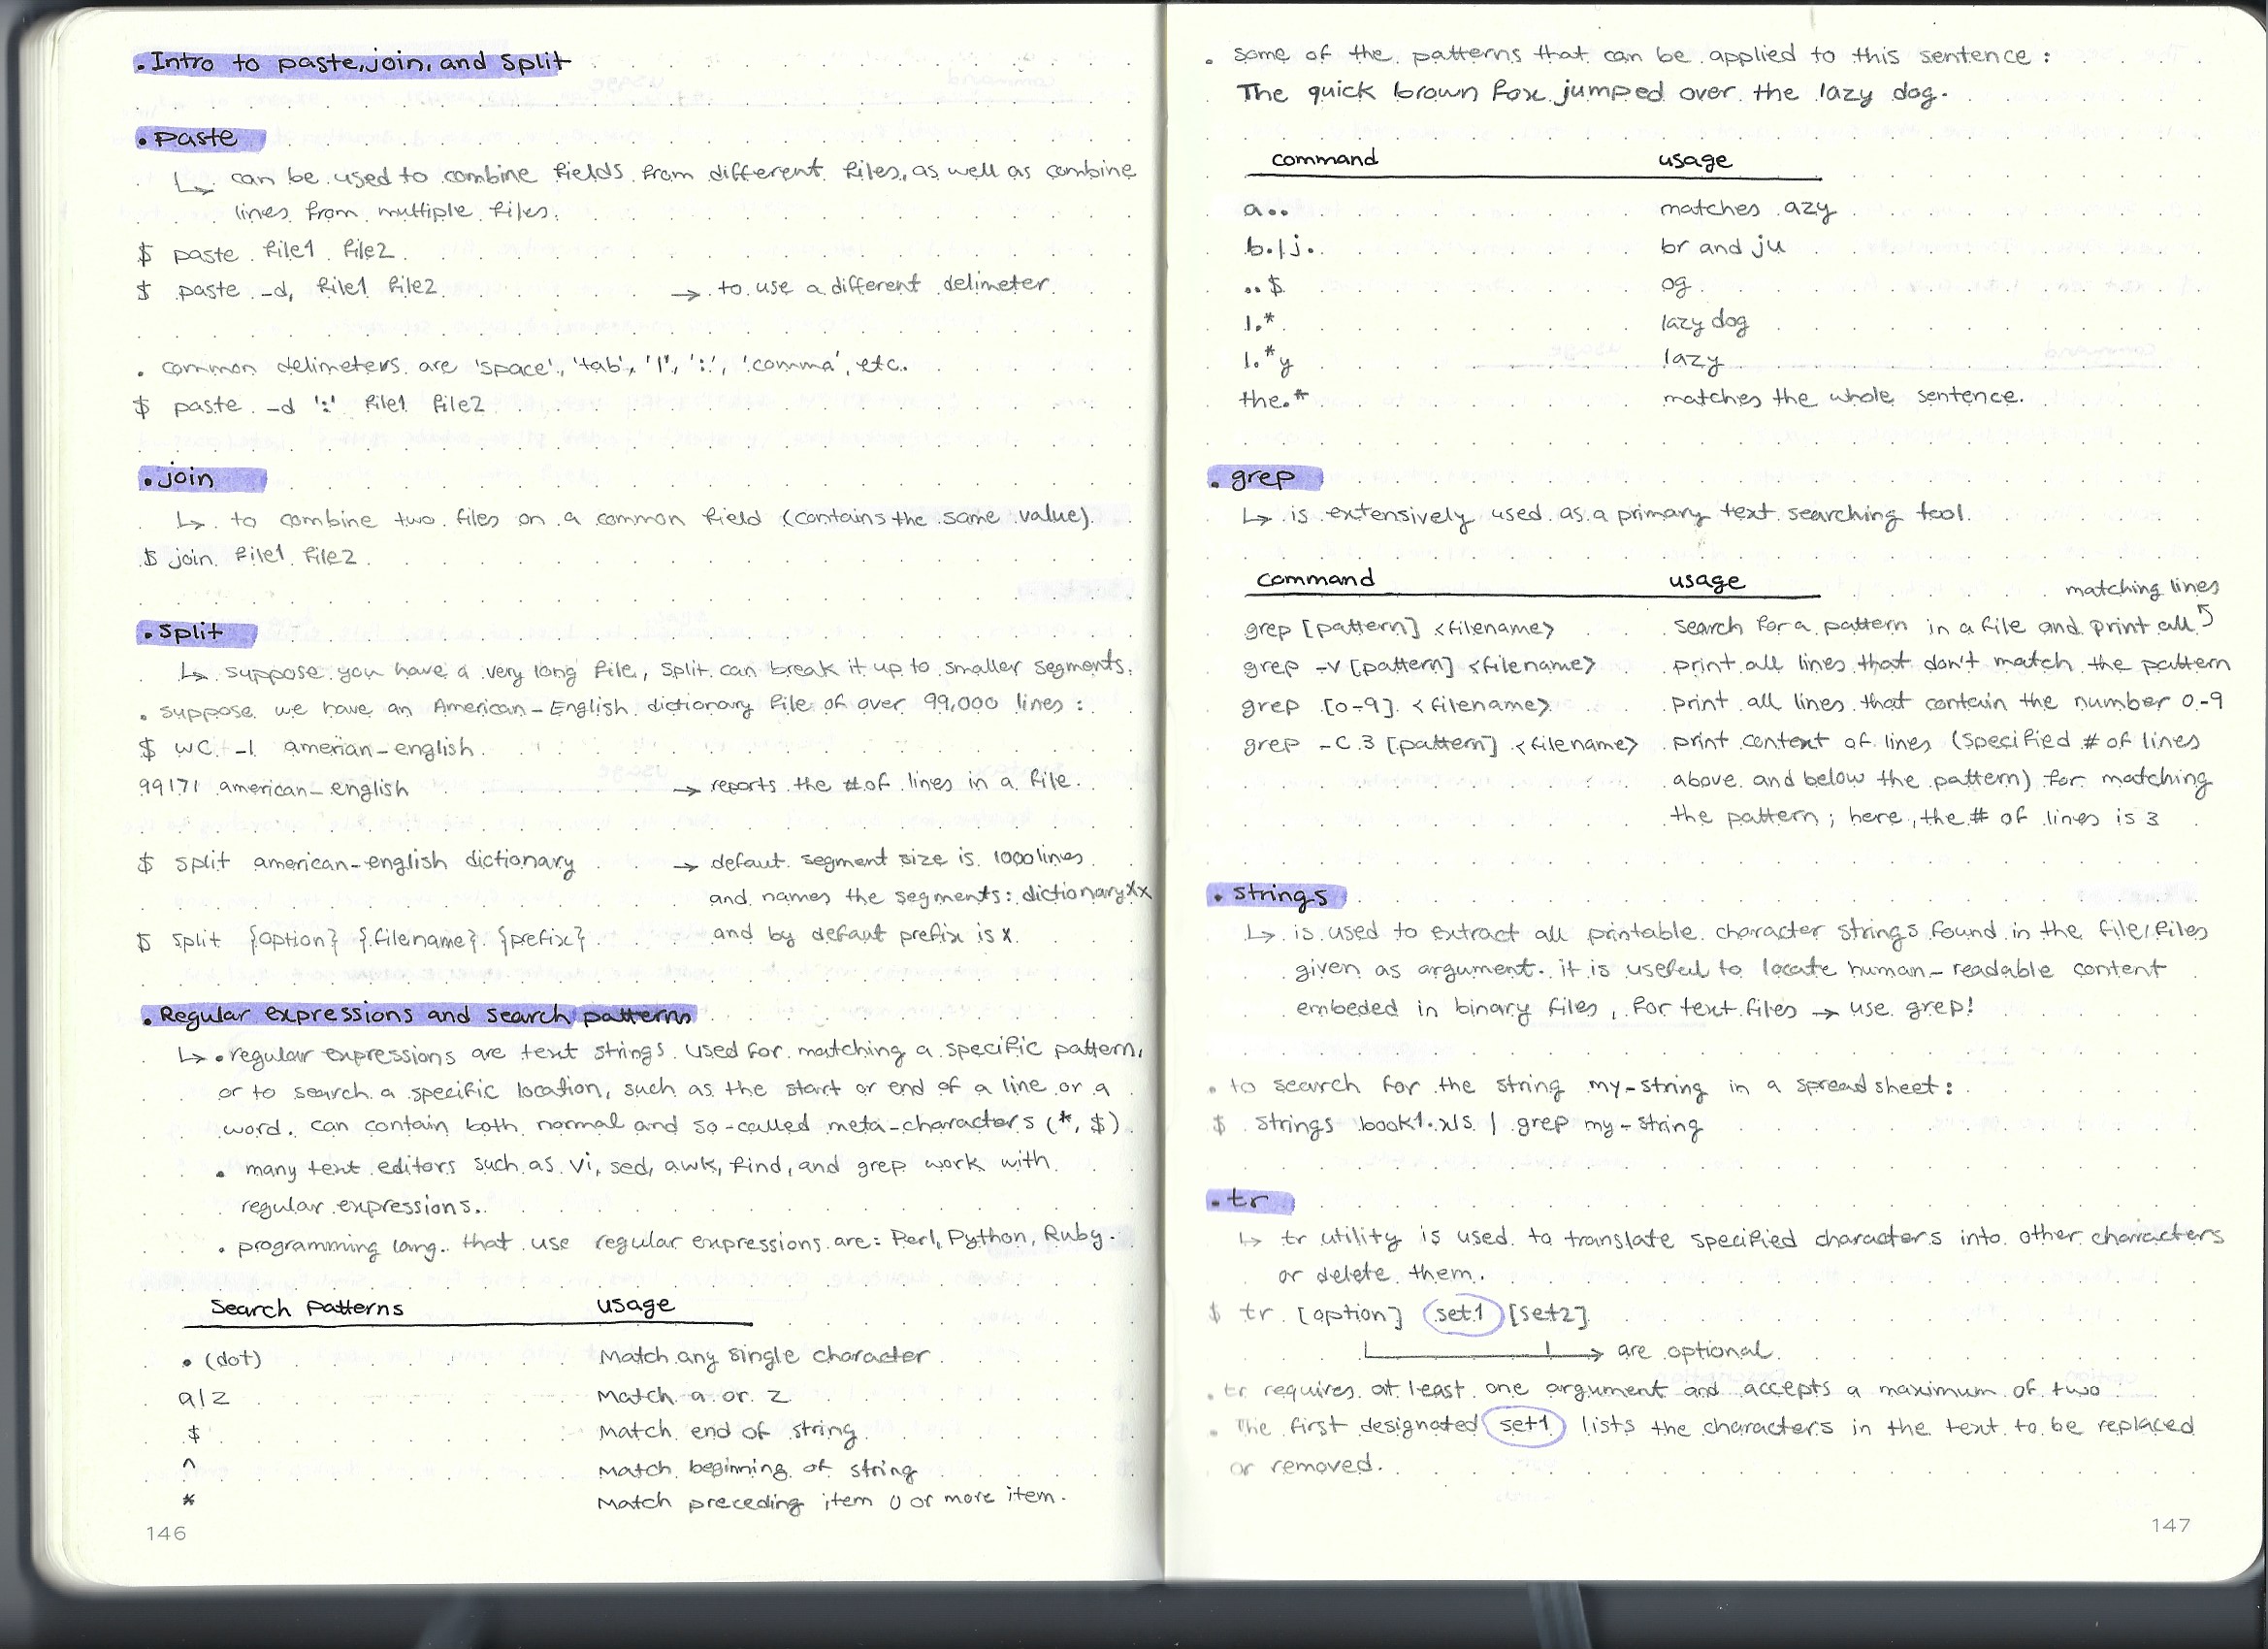 . Intro to paste, join, and split
. paste
↳ can be used to combine fields from different files, as well as combine
lines from multiple files.
$ paste file1 file2
$ paste -d, file1 file2 → to use a different delimeter
. common delimeters are 'space', 'tab', '|', ':', 'comma', etc.
$ paste -d ':' file1 file2
. join
↳ to combine two files on a common field (contains the same value)
$ join file1 file2
. split
↳ suppose you have a very long file, split can break it up to smaller segments.
. suppose we have an American-English dictionary file of over 99,000 lines:
$ wc -l amerian-english
99171 american-english → reports the # of lines in a file.
$ split american-english dictionary → defaut segment size is 1000 lines
and names the segments: dictionaryxx
$ split {option} {filename} {prefix} and by defaut prefix is x.
. Regular expressions and search patterns
↳ . regular expressions are text strings used for matching a specific pattern,
or to search a specific location, such as the start or end of a line or a
word. can contain both normal and so-called meta-characters (*, $)
. many text editors such as vi, sed, awk, find, and grep work with
regular expressions.
. programming lang. that use regular expressions are: Perl, Python, Ruby.
Search Patterns usage
. (dot) Match any single character
a|z Match a or z
$ Match end of string
^ Match beginning of string
* Match preceding item 0 or more item.
146
. some of the patterns that can be applied to this sentence:
The quick brown fox jumped over the lazy dog.
command usage
a.. matches azy
b.|j. br and ju
..$ og
l.* lazy dog
l.*y lazy
the.* matches the whole sentence.
. grep
↳ is extensively used as a primary text searching tool.
command usage matching lines
grep [pattern] <filename> search for a pattern in a file and print all
grep -v [pattern] <filename> print all lines that don't match the pattern
grep [0-9] <filename> print all lines that contain the number 0-9
grep -C 3 [pattern] <filename> print context of lines (specified # of lines
above and below the pattern) for matching
the pattern; here, the # of lines is 3
. strings
↳ is used to extract all printable character strings found in the file/files
given as argument. it is useful to locate human-readable content
embeded in binary files, for text files → use grep!
. to search for the string my-string in a spreadsheet:
$ strings book1.xls | grep my-string
. tr
↳ tr utility is used to translate specified characters into other characters
or delete them.
$ tr [option] set1 [set2]
→ are optional
. tr requires at least one argument and accepts a maximum of two
. The first designated set1 lists the characters in the text to be replaced
or removed.
147